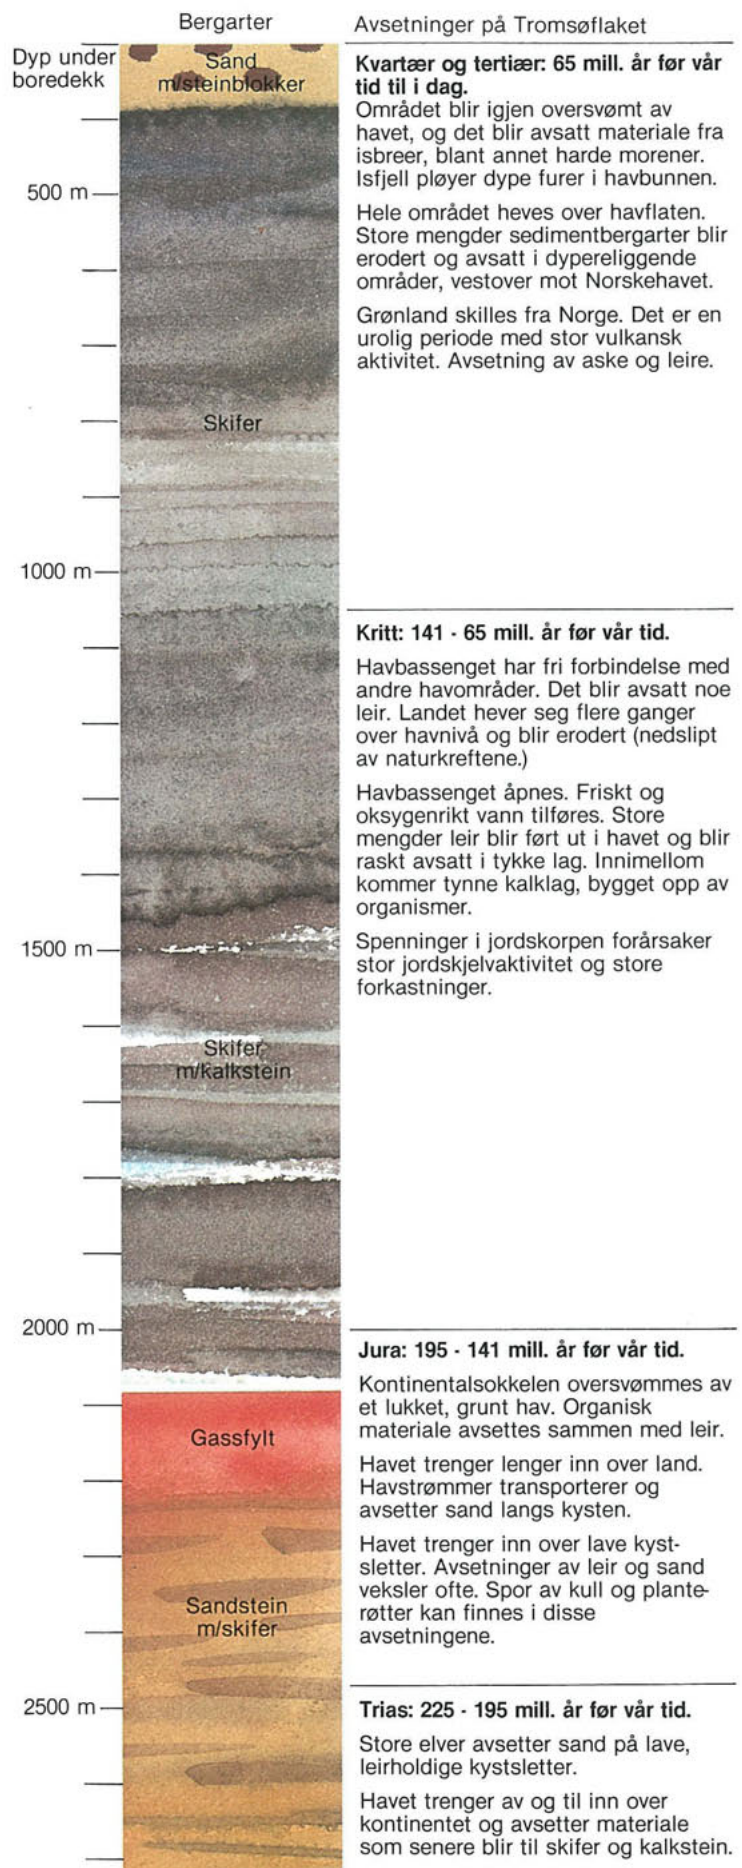 Bergarter
Avsetninger på Tromsøflaket
Dyp under
boredekk
Sand
m/steinblokker
500 m
Skifer
1000 m
1500 m
Skifer
m/kalkstein
2000 m
Gassfylt
Sandstein
m/skifer
2500 m
Kvartær og tertiær: 65 mill. år før vår
tid til i dag.
Området blir igjen oversvømt av
havet, og det blir avsatt materiale fra
isbreer, blant annet harde morener.
Isfjell pløyer dype furer i havbunnen.
Hele området heves over havflaten.
Store mengder sedimentbergarter blir
erodert og avsatt i dypereliggende
områder, vestover mot Norskehavet.
Grønland skilles fra Norge. Det er en
urolig periode med stor vulkansk
aktivitet. Avsetning av aske og leire.
Kritt: 141 - 65 mill. år før vår tid.
Havbassenget har fri forbindelse med
andre havområder. Det blir avsatt noe
leir. Landet hever seg flere ganger
over havnivå og blir erodert (nedslipt
av naturkreftene.)
Havbassenget åpnes. Friskt og
oksygenrikt vann tilføres. Store
mengder leir blir ført ut i havet og blir
raskt avsatt i tykke lag. Innimellom
kommer tynne kalklag, bygget opp av
organismer.
Spenninger i jordskorpen forårsaker
stor jordskjelvaktivitet og store
forkastninger.
Jura: 195 - 141 mill. år før vår tid.
Kontinentalsokkelen oversvømmes av
et lukket, grunt hav. Organisk
materiale avsettes sammen med leir.
Havet trenger lenger inn over land.
Havstrømmer transporterer og
avsetter sand langs kysten.
Havet trenger inn over lave kyst-
sletter. Avsetninger av leir og sand
veksler ofte. Spor av kull og plante-
røtter kan finnes i disse
avsetningene.
Trias: 225 - 195 mill. år før vår tid.
Store elver avsetter sand på lave,
leirholdige kystsletter.
Havet trenger av og til inn over
kontinentet og avsetter materiale
som senere blir til skifer og kalkstein.